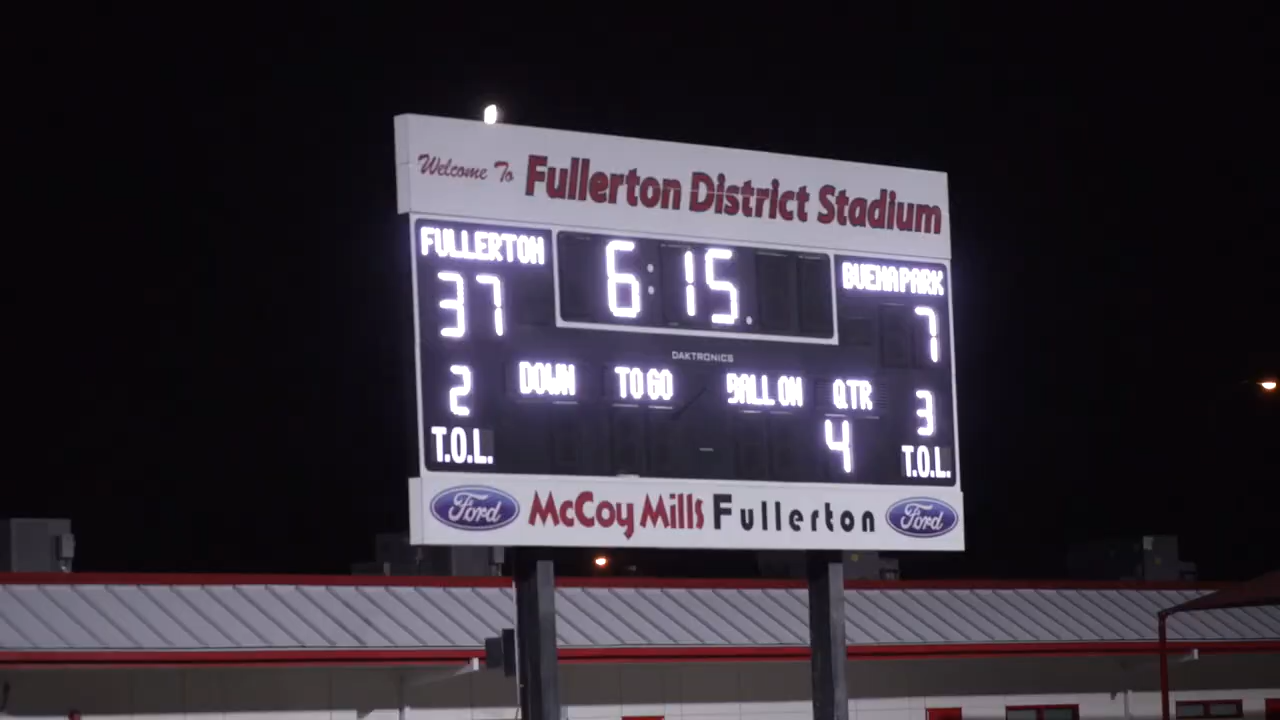 Welcome To Fullerton District Stadium
FULLERTON 6:15. BUENA PARK
37 7
DAKTRONICS
2 DOWN TO GO BALL ON QTR 3
T.O.L. 4 T.O.L.
Ford McCoy Mills Fullerton Ford